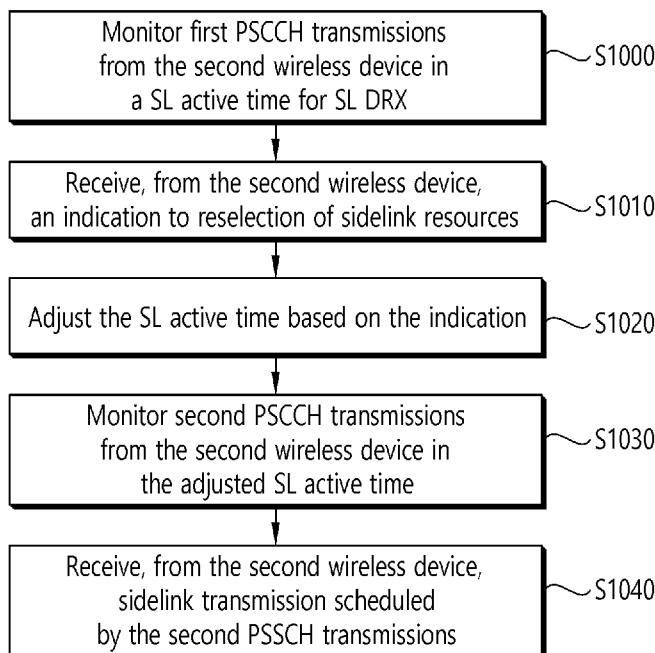 Monitor first PSCCH transmissions
from the second wireless device in
a SL active time for SL DRX
S1000
Receive, from the second wireless device,
an indication to reselection of sidelink resources
S1010
Adjust the SL active time based on the indication
S1020
Monitor second PSCCH transmissions
from the second wireless device in
the adjusted SL active time
S1030
Receive, from the second wireless device,
sidelink transmission scheduled
by the second PSSCH transmissions
S1040